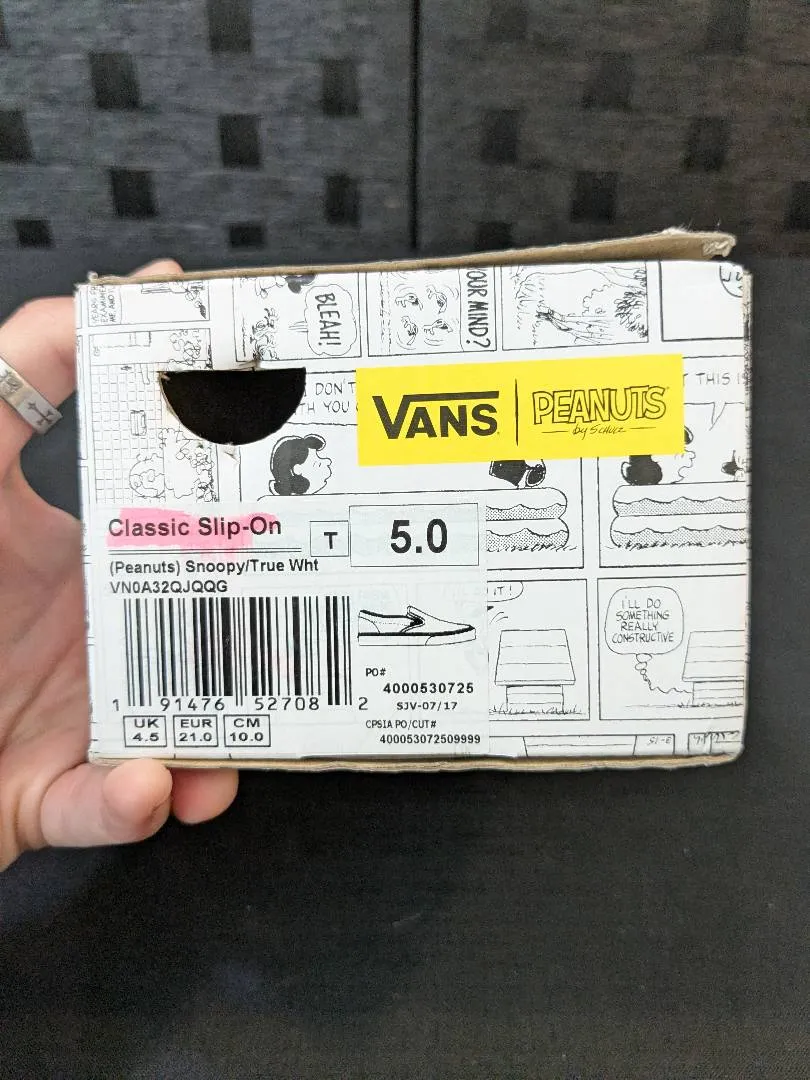 BLEAH!
OUR MIND?
DON'T
TH YOU
T THIS IS
VANS
PEANUTS
by SCHULZ
Classic Slip-On
T
5.0
(Peanuts) Snoopy/True Wht
VN0A32QJQQG
IT!
I'LL DO
SOMETHING
REALLY
CONSTRUCTIVE
PO#
4000530725
SJV-07/17
1 91476 52708 2
CPSIA PO/CUT#
400053072509999
UK
4.5
EUR
21.0
CM
10.0